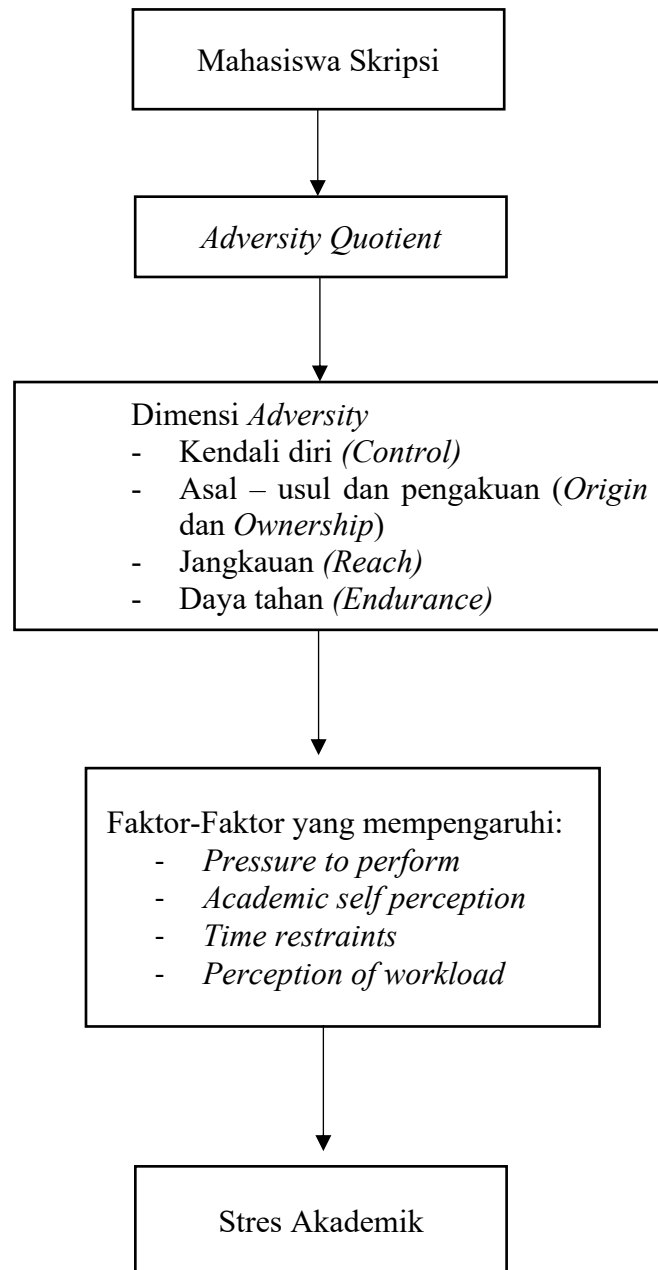 Mahasiswa Skripsi
Adversity Quotient
Dimensi Adversity
- Kendali diri (Control)
- Asal – usul dan pengakuan (Origin
dan Ownership)
- Jangkauan (Reach)
- Daya tahan (Endurance)
Faktor-Faktor yang mempengaruhi:
- Pressure to perform
- Academic self perception
- Time restraints
- Perception of workload
Stres Akademik